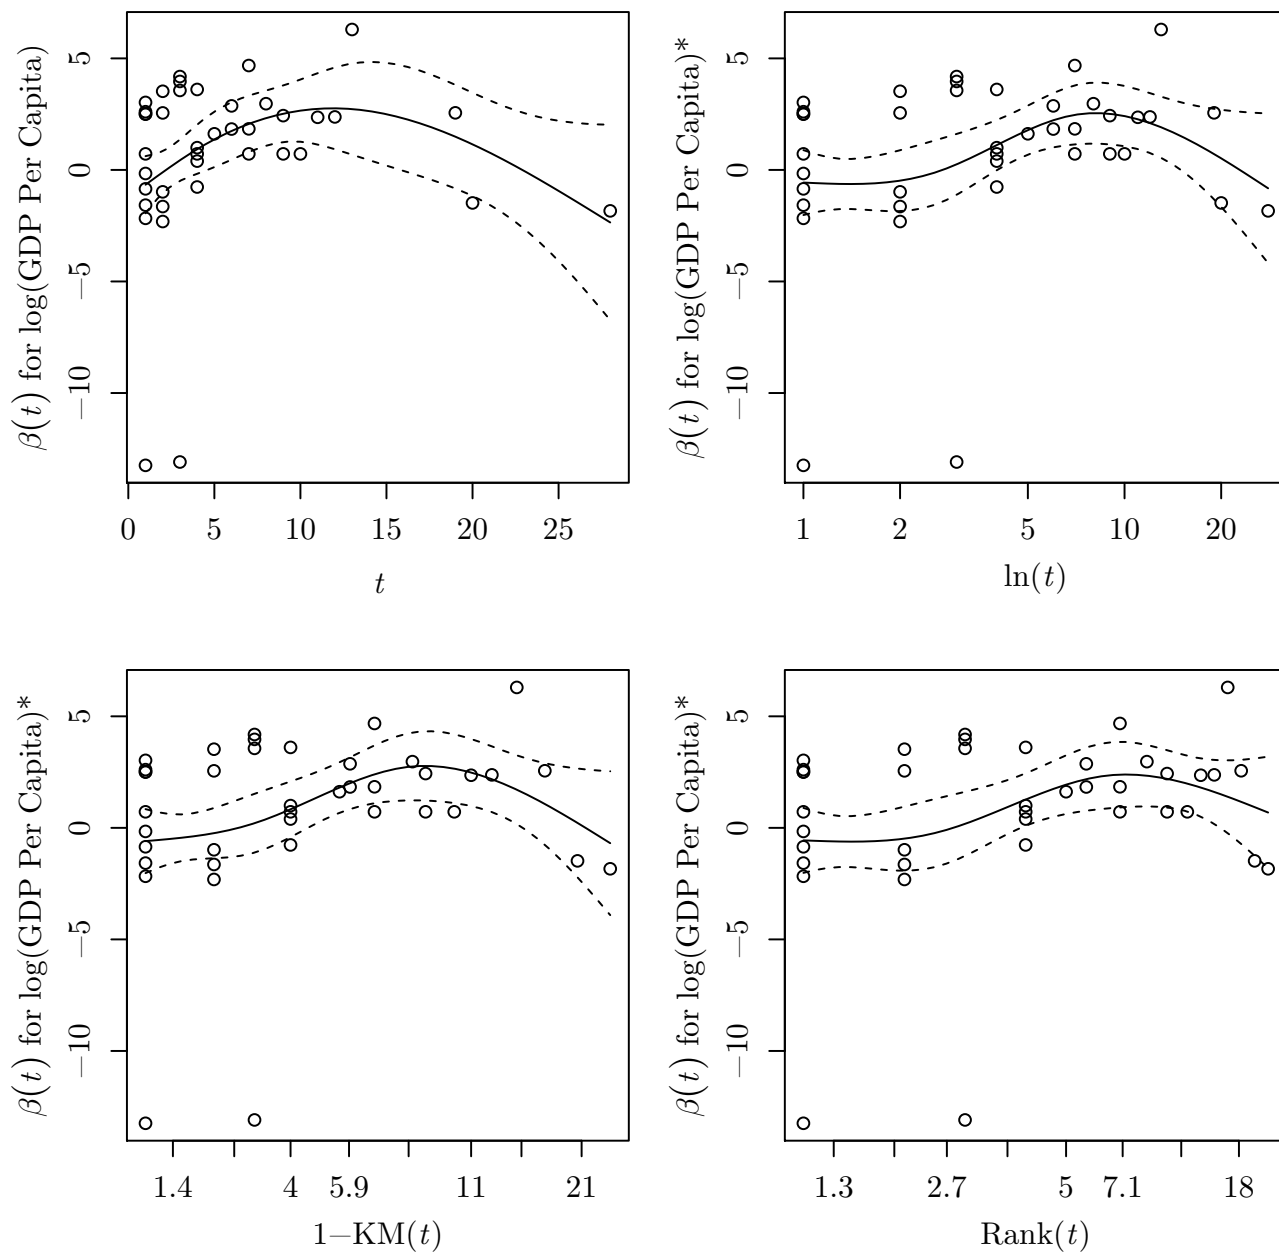 β(t) for log(GDP Per Capita)
5
0
−5
−10
0 5 10 15 20 25
t
β(t) for log(GDP Per Capita)*
5
0
−5
−10
1 2 5 10 20
ln(t)
β(t) for log(GDP Per Capita)*
5
0
−5
−10
1.4 4 5.9 11 21
1−KM(t)
β(t) for log(GDP Per Capita)*
5
0
−5
−10
1.3 2.7 5 7.1 18
Rank(t)